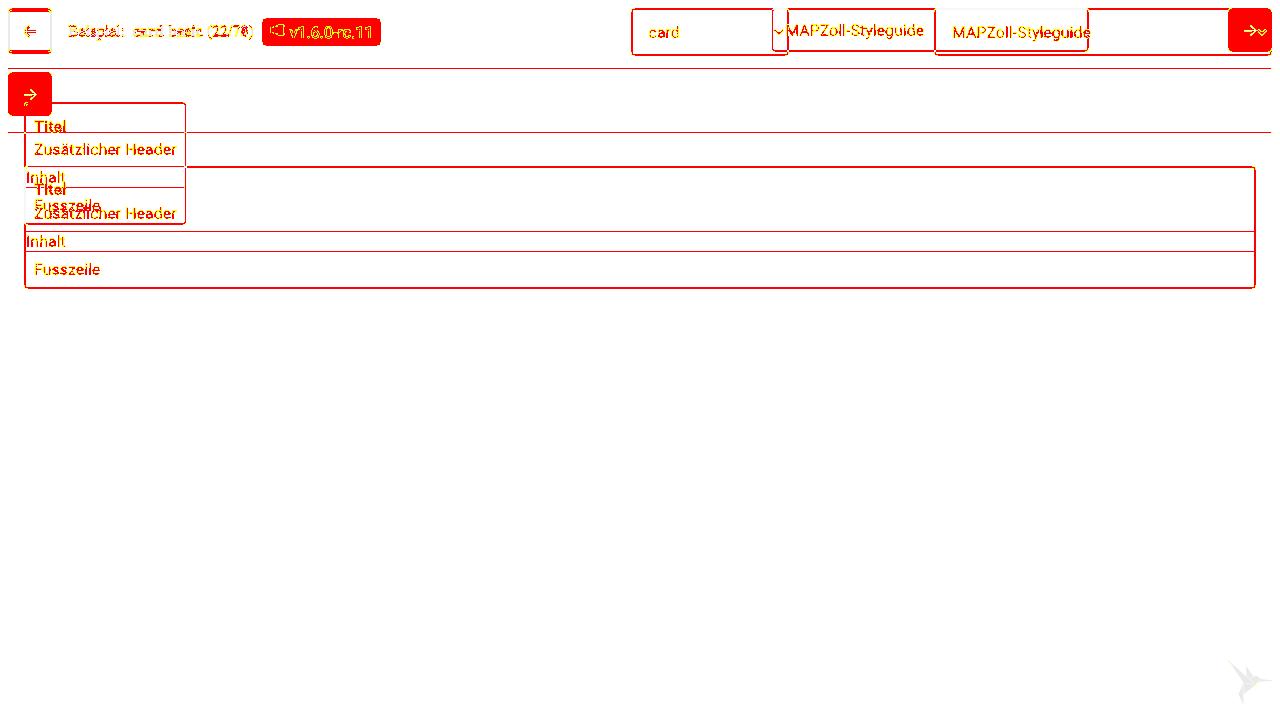 Beispiel: card basic (22/78) v1.6.0-rc.11
card
MAPZoll-Styleguide
MAPZoll-Styleguide
Titel
Zusätzlicher Header
Inhalt
Titel
Fusszeile
Zusätzlicher Header
Inhalt
Fusszeile